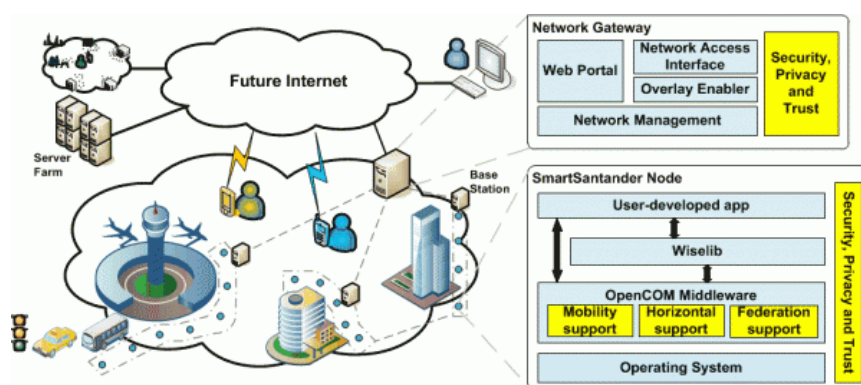 Future Internet
Server
Farm
Base
Station
Network Gateway
Web Portal
Network Access
Interface
Overlay Enabler
Network Management
Security,
Privacy
and
Trust
SmartSantander Node
User-developed app
Wiselib
OpenCOM Middleware
Mobility
support
Horizontal
support
Federation
support
Operating System
Security, Privacy and Trust